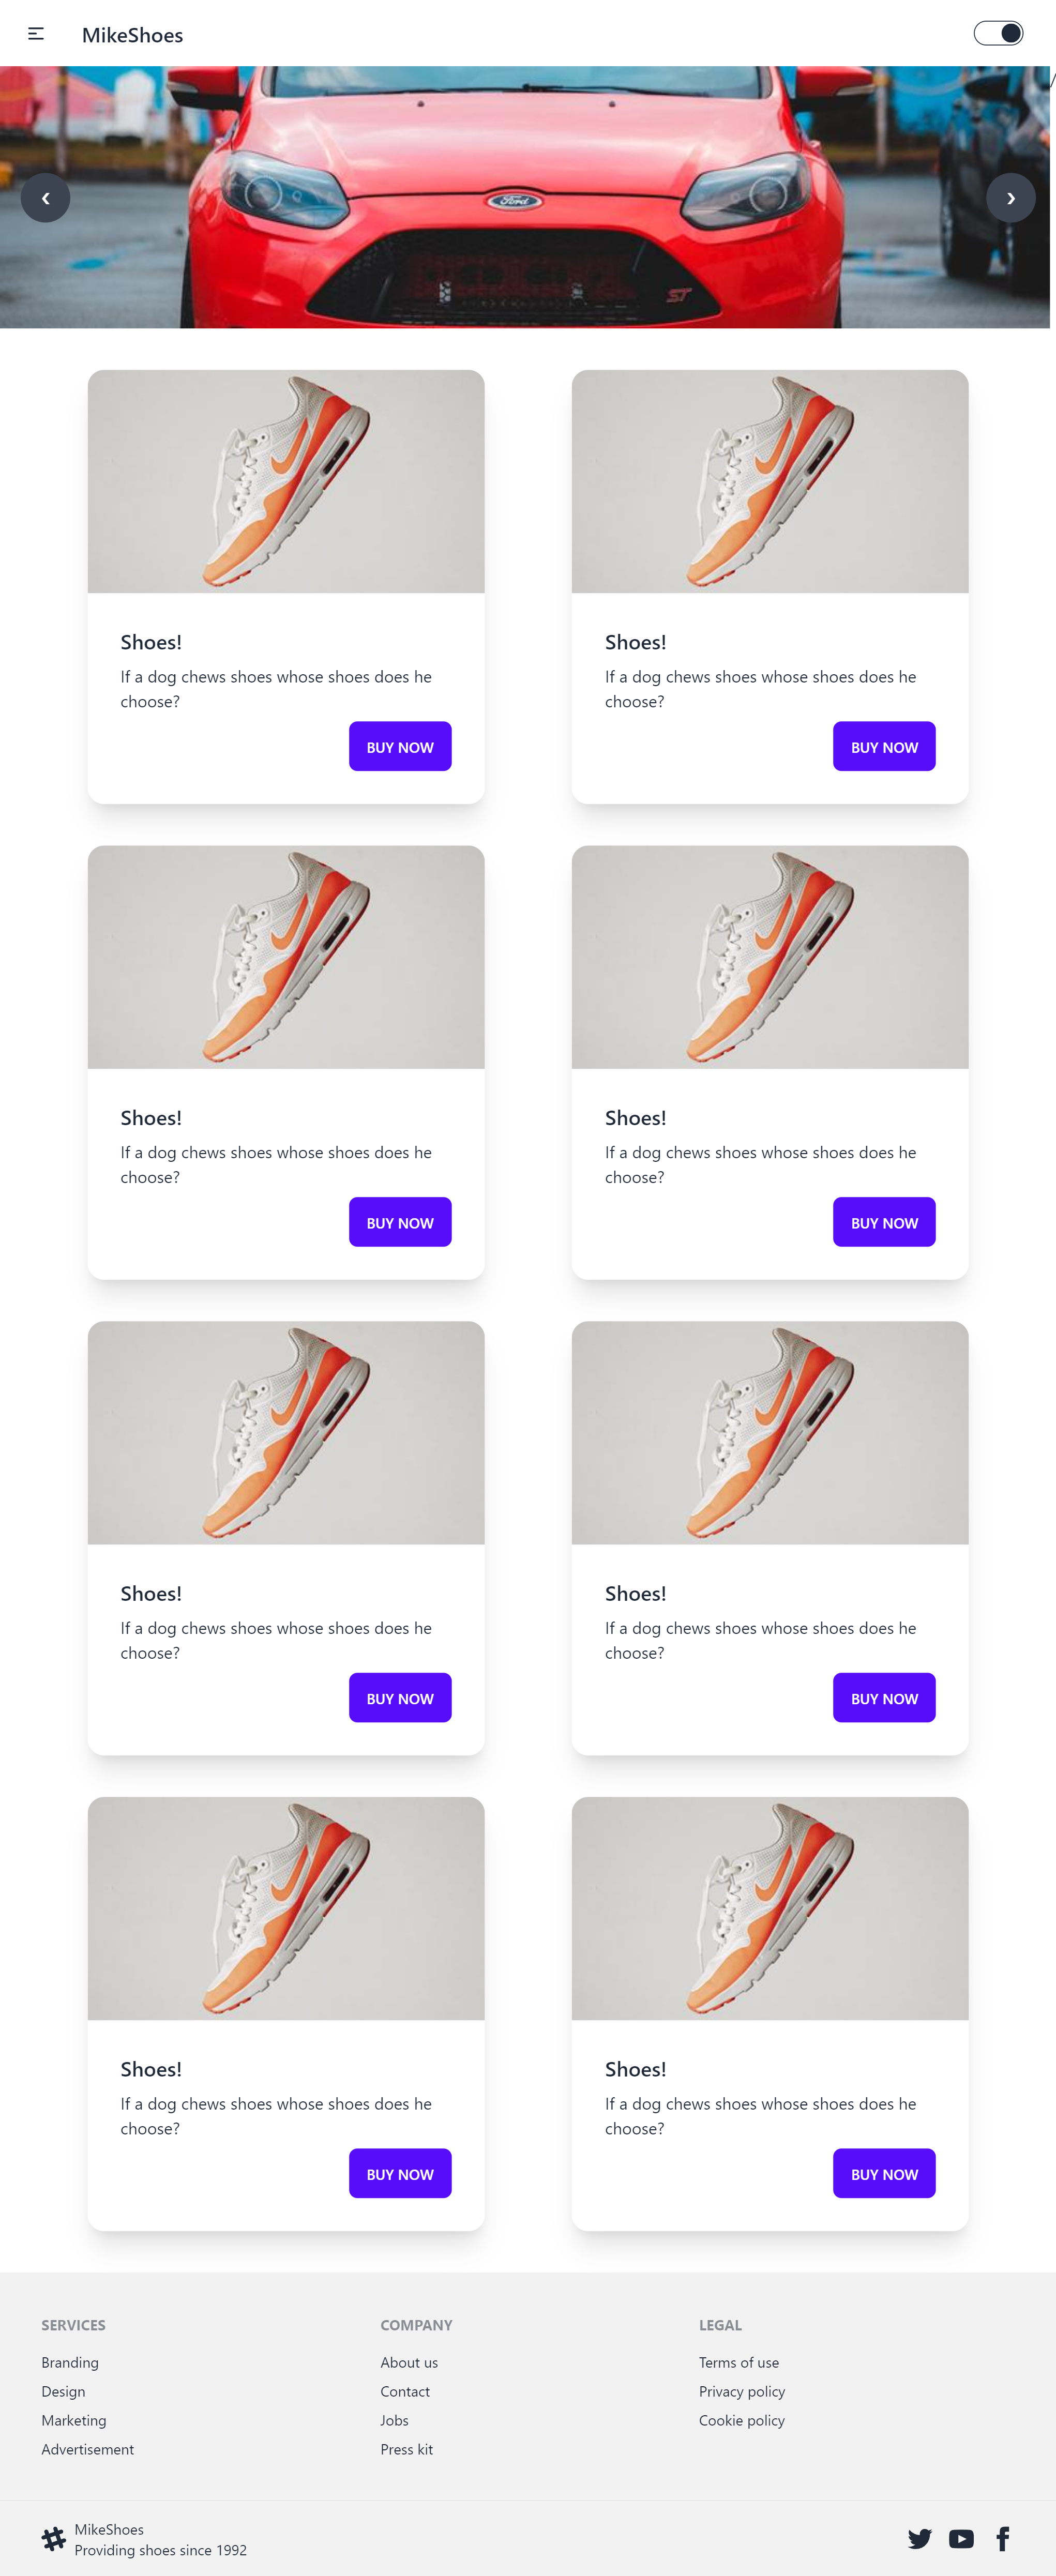 MikeShoes
/
Ford
ST
❮
❯
Shoes!
If a dog chews shoes whose shoes does he
choose?
BUY NOW
Shoes!
If a dog chews shoes whose shoes does he
choose?
BUY NOW
Shoes!
If a dog chews shoes whose shoes does he
choose?
BUY NOW
Shoes!
If a dog chews shoes whose shoes does he
choose?
BUY NOW
Shoes!
If a dog chews shoes whose shoes does he
choose?
BUY NOW
Shoes!
If a dog chews shoes whose shoes does he
choose?
BUY NOW
Shoes!
If a dog chews shoes whose shoes does he
choose?
BUY NOW
Shoes!
If a dog chews shoes whose shoes does he
choose?
BUY NOW
SERVICES
Branding
Design
Marketing
Advertisement
COMPANY
About us
Contact
Jobs
Press kit
LEGAL
Terms of use
Privacy policy
Cookie policy
MikeShoes
Providing shoes since 1992